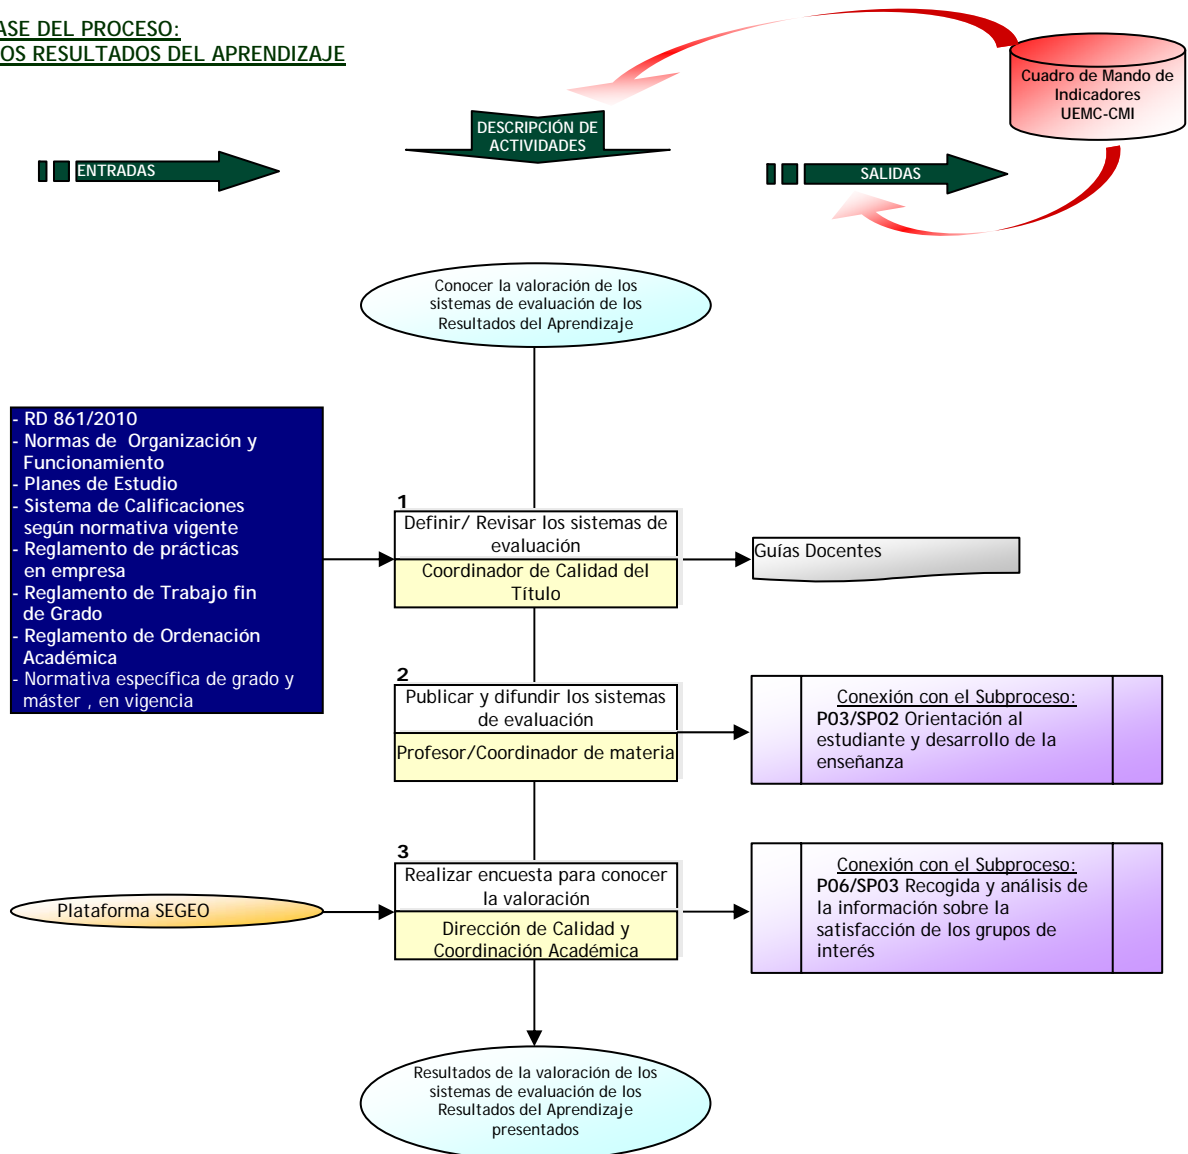 ASE DEL PROCESO:
OS RESULTADOS DEL APRENDIZAJE
Cuadro de Mando de
Indicadores
UEMC-CMI
DESCRIPCIÓN DE
ACTIVIDADES
ENTRADAS
SALIDAS
Conocer la valoración de los
sistemas de evaluación de los
Resultados del Aprendizaje
- RD 861/2010
- Normas de Organización y
Funcionamiento
- Planes de Estudio
- Sistema de Calificaciones
según normativa vigente
- Reglamento de prácticas
en empresa
- Reglamento de Trabajo fin
de Grado
- Reglamento de Ordenación
Académica
- Normativa específica de grado y
máster , en vigencia
1
Definir/ Revisar los sistemas de
evaluación
Coordinador de Calidad del
Título
Guías Docentes
2
Publicar y difundir los sistemas
de evaluación
Profesor/Coordinador de materia
Conexión con el Subproceso:
P03/SP02 Orientación al
estudiante y desarrollo de la
enseñanza
3
Realizar encuesta para conocer
la valoración
Dirección de Calidad y
Coordinación Académica
Plataforma SEGEO
Conexión con el Subproceso:
P06/SP03 Recogida y análisis de
la información sobre la
satisfacción de los grupos de
interés
Resultados de la valoración de los
sistemas de evaluación de los
Resultados del Aprendizaje
presentados